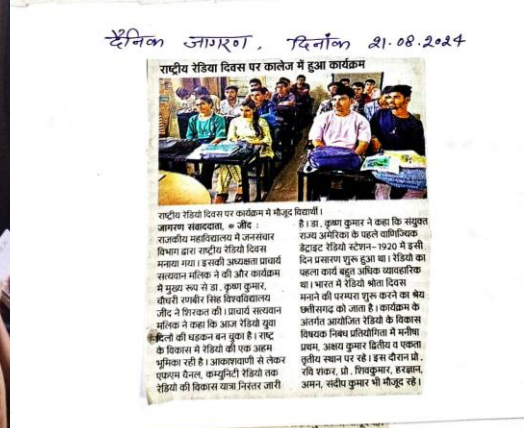 दैनिक जागरण, दिनांक 21.08.2024
राष्ट्रीय रेडिया दिवस पर कालेज में हुआ कार्यक्रम
राष्ट्रीय रेडियो दिवस पर कार्यक्रम मे मौजूद विद्यार्थी।
जागरण संवाददाता, जींद :
राजकीय महाविद्यालय में जनसंचार
विभाग द्वारा राष्ट्रीय रेडियो दिवस
मनाया गया। इसकी अध्यक्षता प्राचार्य
सत्यवान मलिक ने की और कार्यक्रम
में मुख्य रूप से डा. कृष्ण कुमार,
चौधरी रणबीर सिंह विश्वविद्यालय
जींद ने शिरकत की। प्राचार्य सत्यवान
मलिक ने कहा कि आज रेडियो युवा
दिलो की धड़कन बन चुका है। राष्ट्र
के विकास में रेडियो की एक अहम
भूमिका रही है। आकाशवाणी से लेकर
एफएम चैनल, कम्युनिटी रेडियो तक
रेडियो की विकास यात्रा निरंतर जारी
है। डा. कृष्ण कुमार ने कहा कि संयुक्त
राज्य अमेरिका के पहले वाणिज्यिक
डेट्राइट रेडियो स्टेशन-1920 मे इसी
दिन प्रसारण शुरू हुआ था। रेडियो का
पहला कार्य बहुत अधिक व्यावहारिक
था। भारत मे रेडियो श्रोता दिवस
मनाने की परम्परा शुरू करने का श्रेय
छत्तीसगढ़ को जाता है। कार्यक्रम के
अंतर्गत आयोजित रेडियो के विकास
विषयक निबंध प्रतियोगिता में मनीषा
प्रथम, अक्षय कुमार द्वितीय व एकता
तृतीय स्थान पर रहे। इस दौरान प्रो.
रवि शंकर, प्रो. शिवकुमार, हरज्ञान,
अमन, संदीप कुमार भी मौजूद रहे।